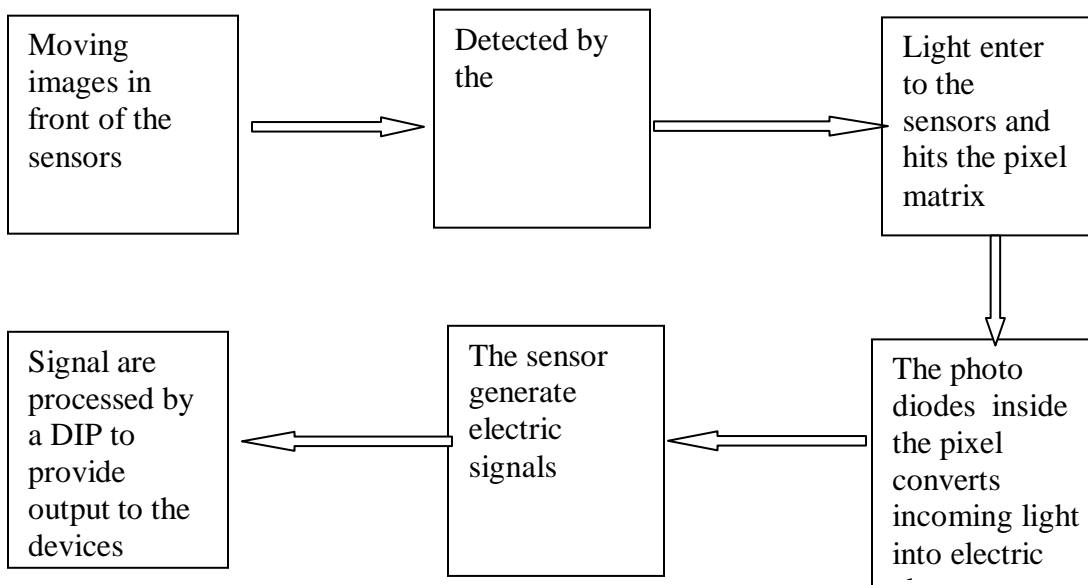 Moving
images in
front of the
sensors
Detected by
the
Light enter
to the
sensors and
hits the pixel
matrix
The photo
diodes inside
the pixel
converts
incoming light
into electric
The sensor
generate
electric
signals
Signal are
processed by
a DIP to
provide
output to the
devices